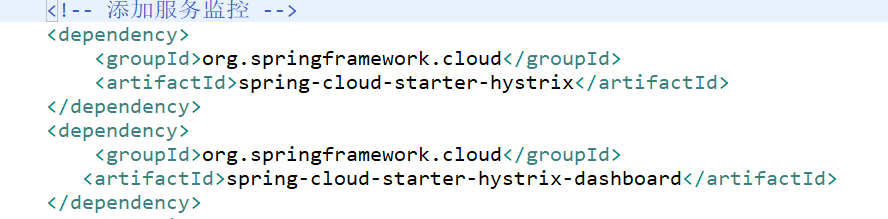 <!-- 添加服务监控 -->
<dependency>
<groupId>org.springframework.cloud</groupId>
<artifactId>spring-cloud-starter-hystrix</artifactId>
</dependency>
<dependency>
<groupId>org.springframework.cloud</groupId>
<artifactId>spring-cloud-starter-hystrix-dashboard</artifactId>
</dependency>